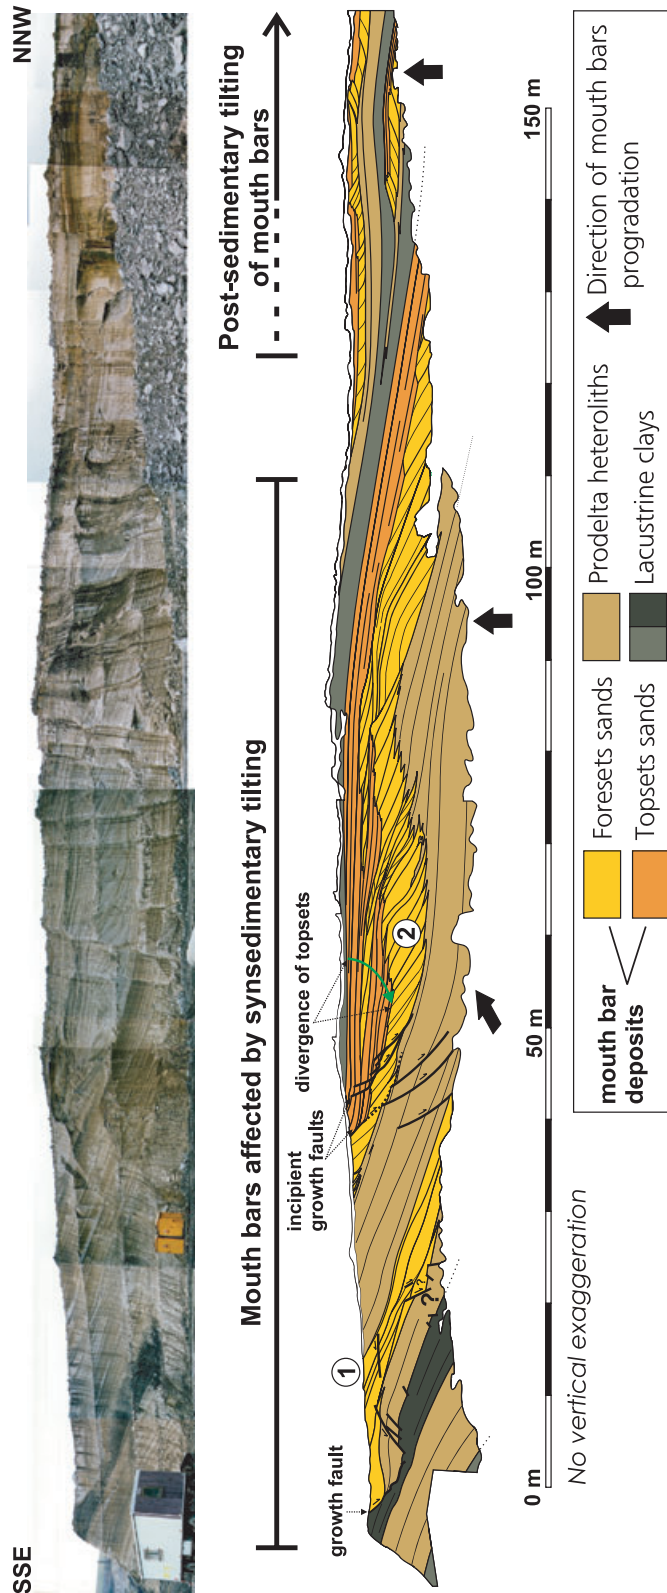 SSE
NNW
Mouth bars affected by synsedimentary tilting
Post-sedimentary tilting
of mouth bars
growth fault
incipient
growth faults
divergence of topsets
1
2
?
?
?
No vertical exaggeration
0 m
50 m
100 m
150 m
mouth bar
deposits
Foresets sands
Topsets sands
Prodelta heteroliths
Lacustrine clays
Direction of mouth bars
progradation